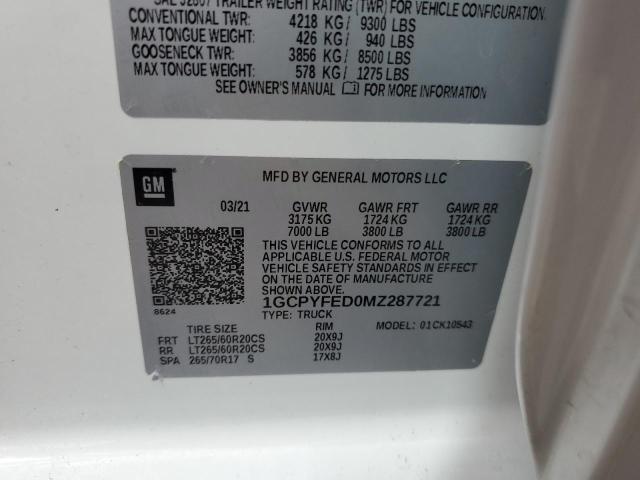 SAE J2807 TRAILER WEIGHT RATING (TWR) FOR VEHICLE CONFIGURATION.
CONVENTIONAL TWR: 4218 KG / 9300 LBS
MAX TONGUE WEIGHT: 426 KG / 940 LBS
GOOSENECK TWR: 3856 KG / 8500 LBS
MAX TONGUE WEIGHT: 578 KG / 1275 LBS
SEE OWNER'S MANUAL FOR MORE INFORMATION
GM
MFD BY GENERAL MOTORS LLC
03/21 GVWR GAWR FRT GAWR RR
3175 KG 1724 KG 1724 KG
7000 LB 3800 LB 3800 LB
THIS VEHICLE CONFORMS TO ALL
APPLICABLE U.S. FEDERAL MOTOR
VEHICLE SAFETY STANDARDS IN EFFECT
ON THE DATE OF MANUFACTURE SHOWN ABOVE.
1GCPYFED0MZ287721
8624
TYPE: TRUCK
MODEL: 01CK10543
TIRE SIZE RIM
FRT LT265/60R20CS 20X9J
RR LT265/60R20CS 20X9J
SPA 265/70R17 S 17X8J